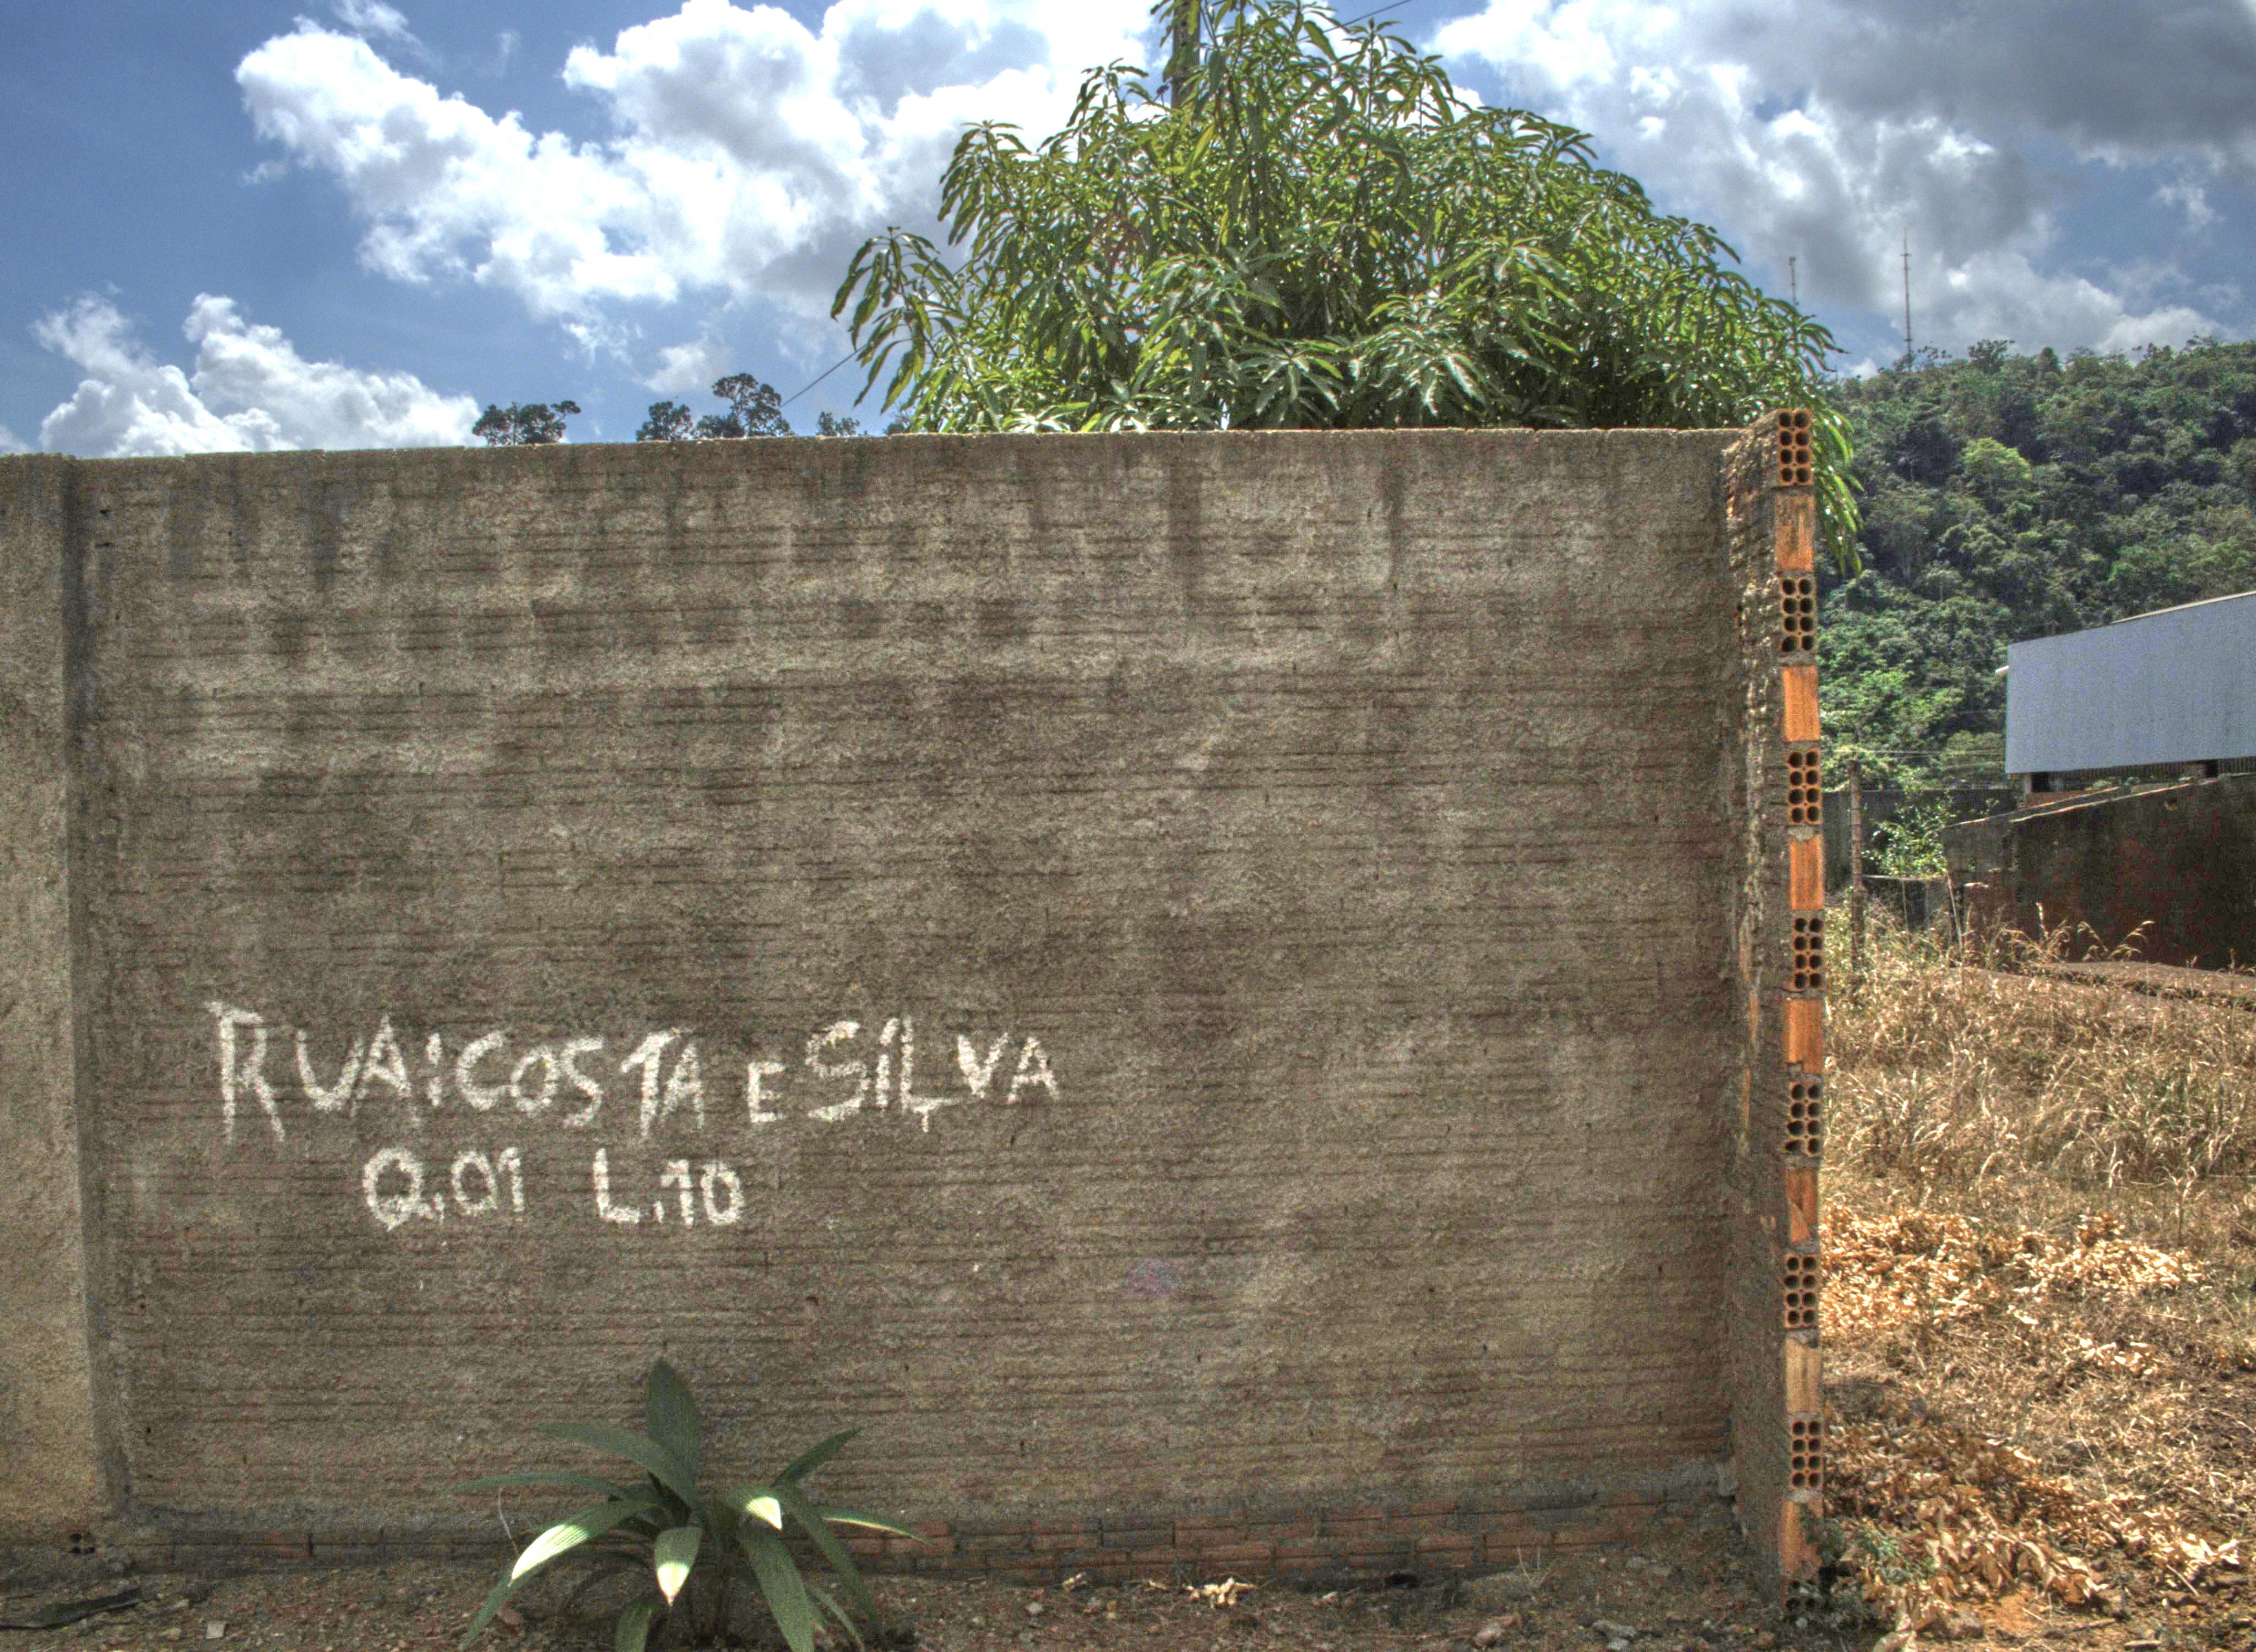 RUA: COSTA E SILVA
Q.01 L.10